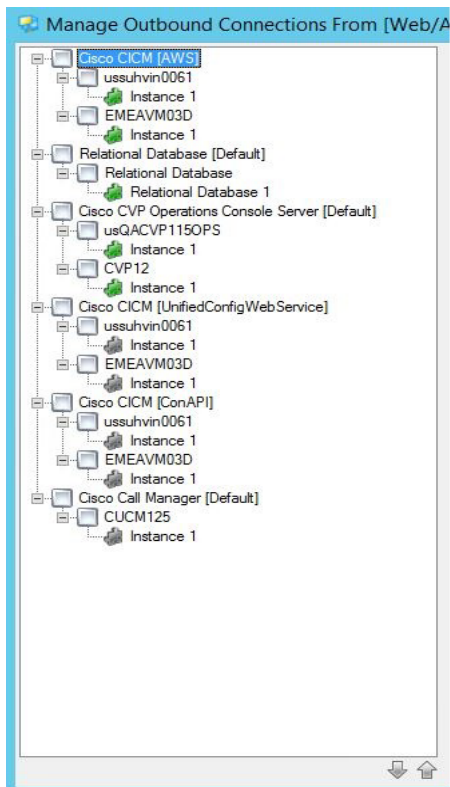 Manage Outbound Connections From [Web/A
Cisco CICM [AWS]
ussuhvin0061
Instance 1
EMEAVM03D
Instance 1
Relational Database [Default]
Relational Database
Relational Database 1
Cisco CVP Operations Console Server [Default]
usQACVP115OPS
Instance 1
CVP12
Instance 1
Cisco CICM [UnifiedConfigWebService]
ussuhvin0061
Instance 1
EMEAVM03D
Instance 1
Cisco CICM [ConAPI]
ussuhvin0061
Instance 1
EMEAVM03D
Instance 1
Cisco Call Manager [Default]
CUCM125
Instance 1